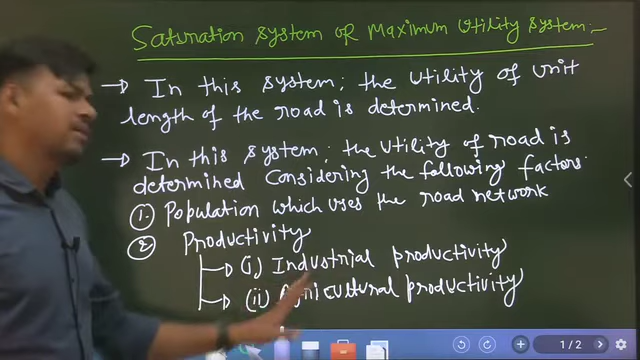 Saturation system or Maximum Utility System:-
→ In this system; the utility of unit
length of the road is determined.
→ In this system; the utility of road is
determined considering the following factors:
1. Population which uses the road network
2 Productivity
(i) Industrial productivity
(ii) Agricultural productivity
1 / 2